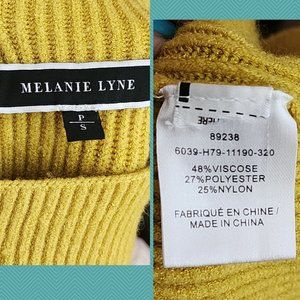 MELANIE LYNE
P
S
89238
6039-H79-11190-320
48%VISCOSE
27%POLYESTER
25%NYLON
FABRIQUÉ EN CHINE /
MADE IN CHINA